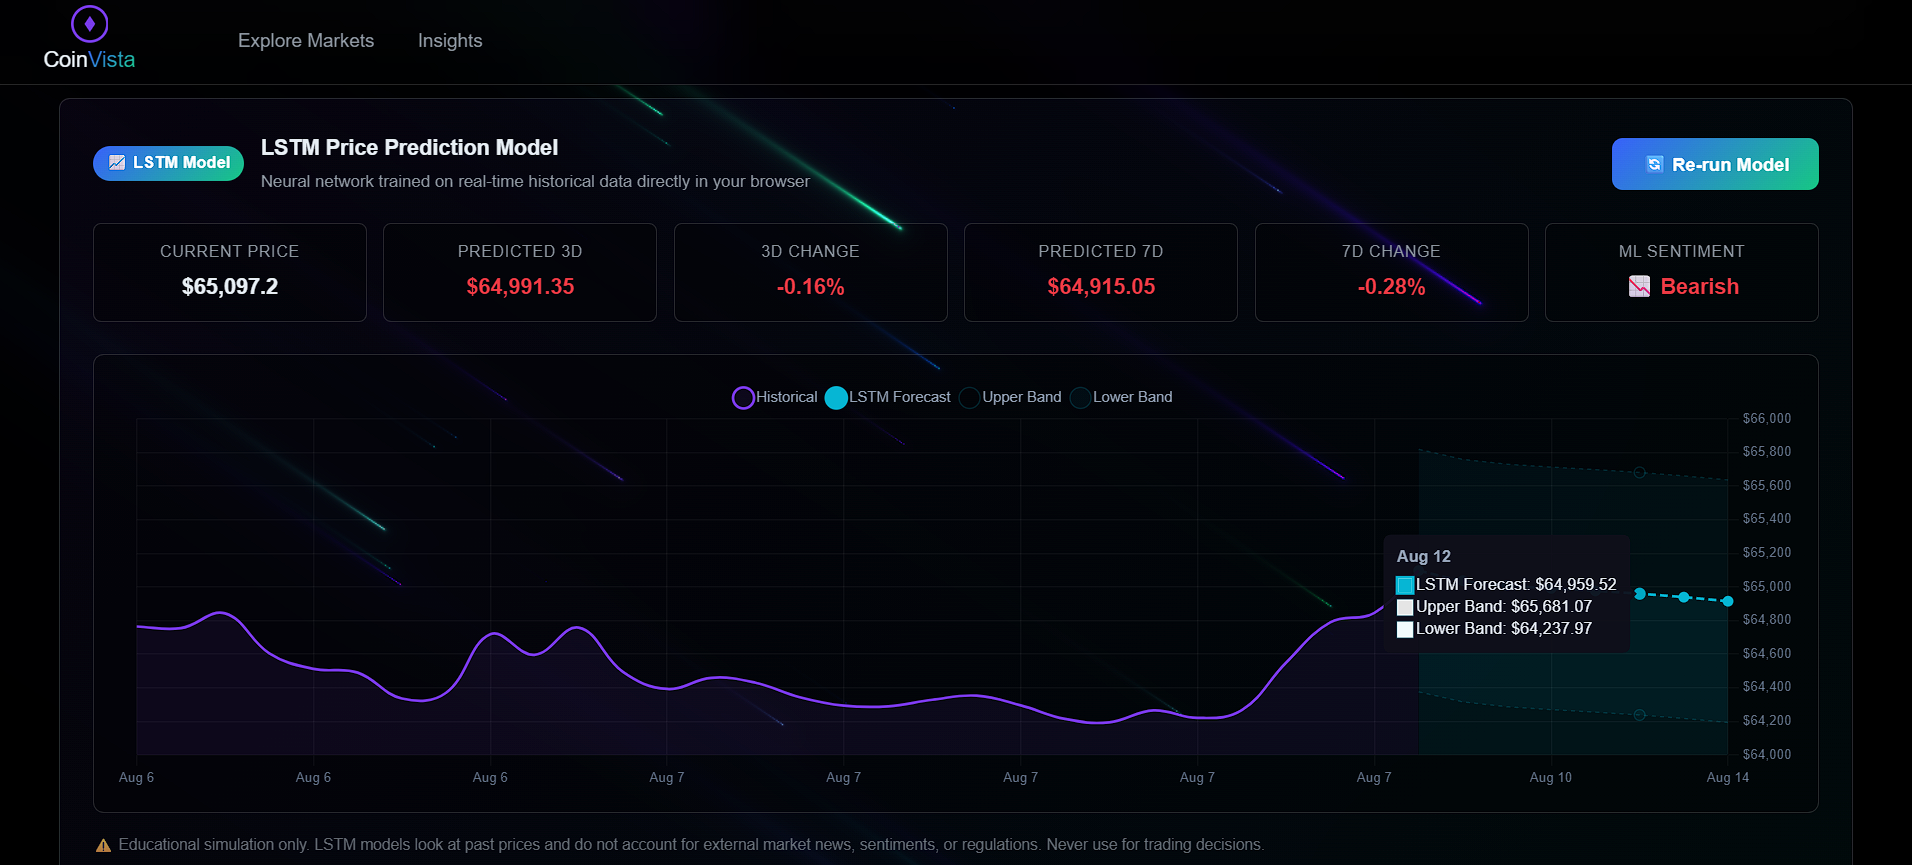 CoinVista
Explore Markets
Insights
LSTM Model
LSTM Price Prediction Model
Neural network trained on real-time historical data directly in your browser
Re-run Model
CURRENT PRICE
$65,097.2
PREDICTED 3D
$64,991.35
3D CHANGE
-0.16%
PREDICTED 7D
$64,915.05
7D CHANGE
-0.28%
ML SENTIMENT
Bearish
Historical LSTM Forecast Upper Band Lower Band
$66,000
$65,800
$65,600
$65,400
$65,200
$65,000
$64,800
$64,600
$64,400
$64,200
$64,000
Aug 12
LSTM Forecast: $64,959.52
Upper Band: $65,681.07
Lower Band: $64,237.97
Aug 6 Aug 6 Aug 6 Aug 7 Aug 7 Aug 7 Aug 7 Aug 7 Aug 10 Aug 14
Educational simulation only. LSTM models look at past prices and do not account for external market news, sentiments, or regulations. Never use for trading decisions.